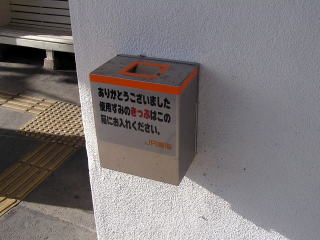 ありがとうございました
使用ずみのきっぷはこの
箱にお入れください。
JR東海